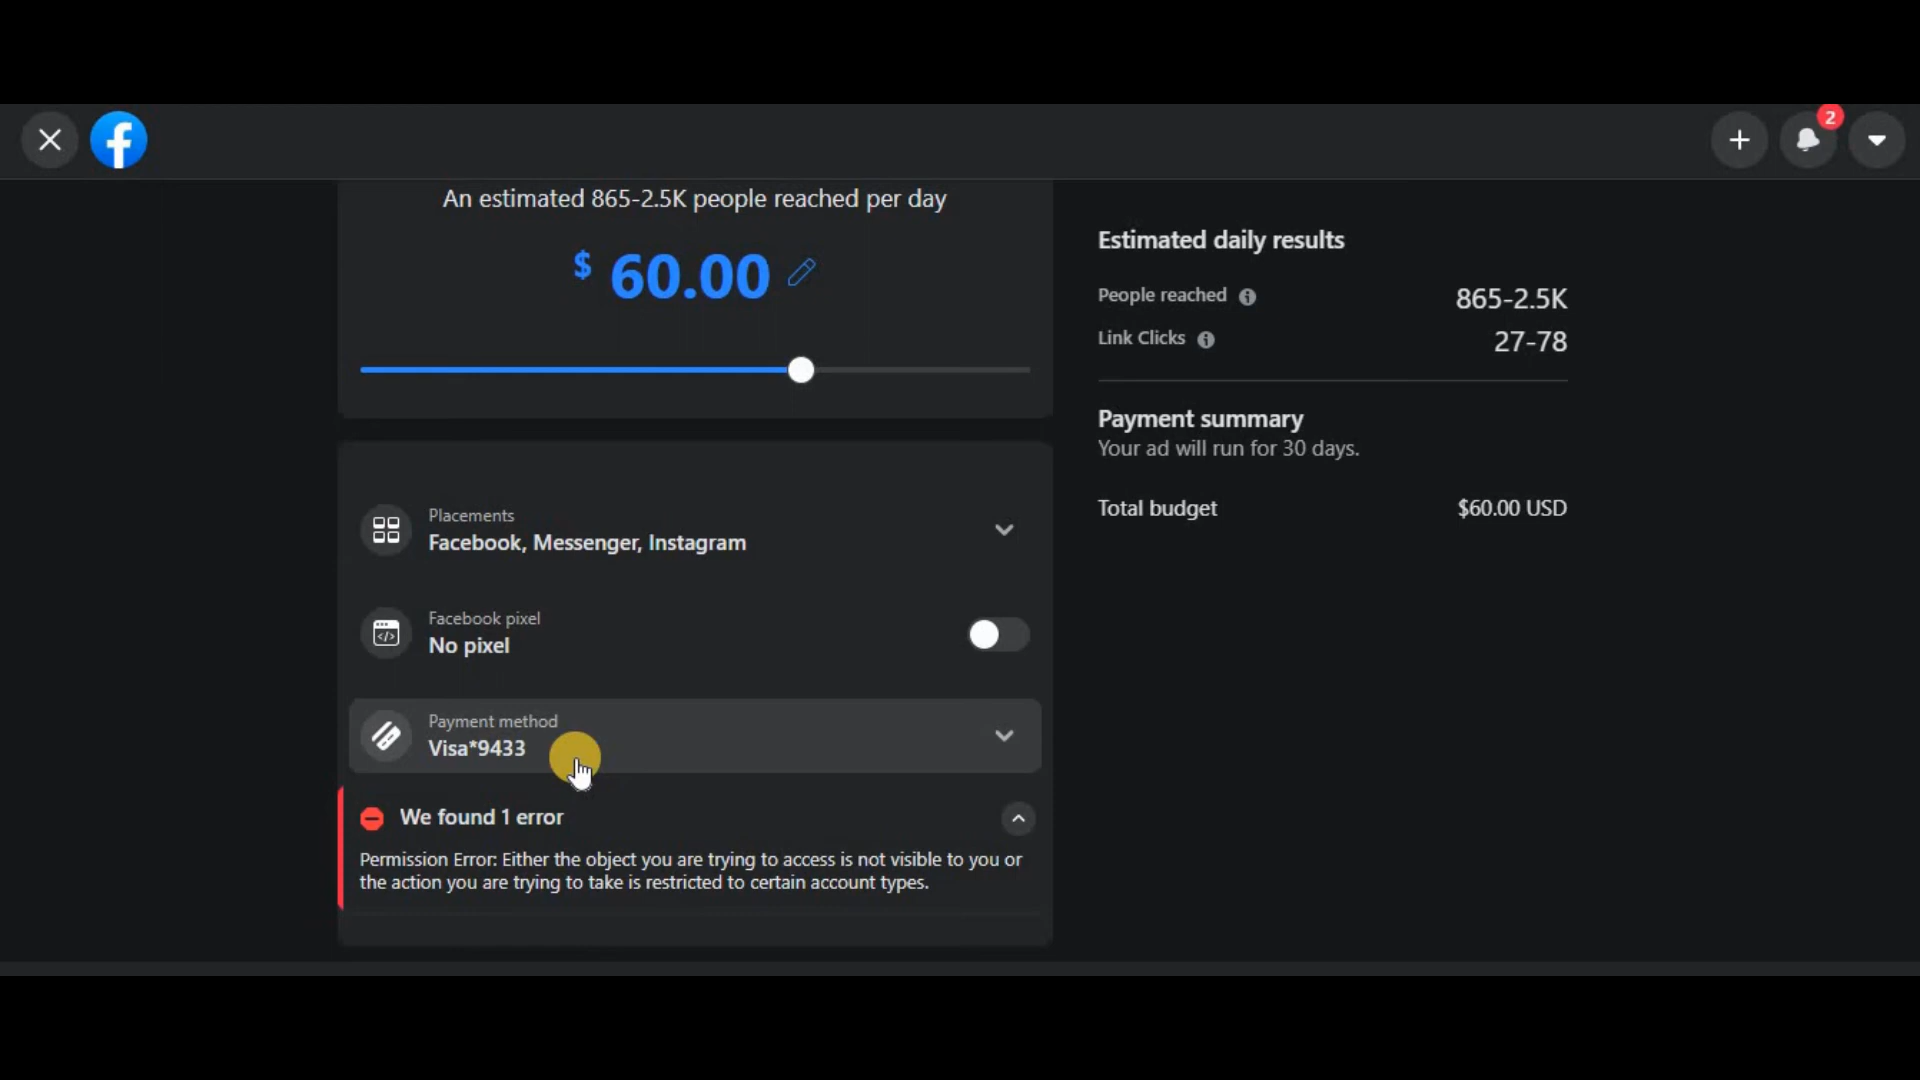 2
An estimated 865-2.5K people reached per day
$ 60.00
Placements
Facebook, Messenger, Instagram
Facebook pixel
No pixel
Payment method
Visa*9433
We found 1 error
Permission Error: Either the object you are trying to access is not visible to you or
the action you are trying to take is restricted to certain account types.
Estimated daily results
People reached 865-2.5K
Link Clicks 27-78
Payment summary
Your ad will run for 30 days.
Total budget $60.00 USD